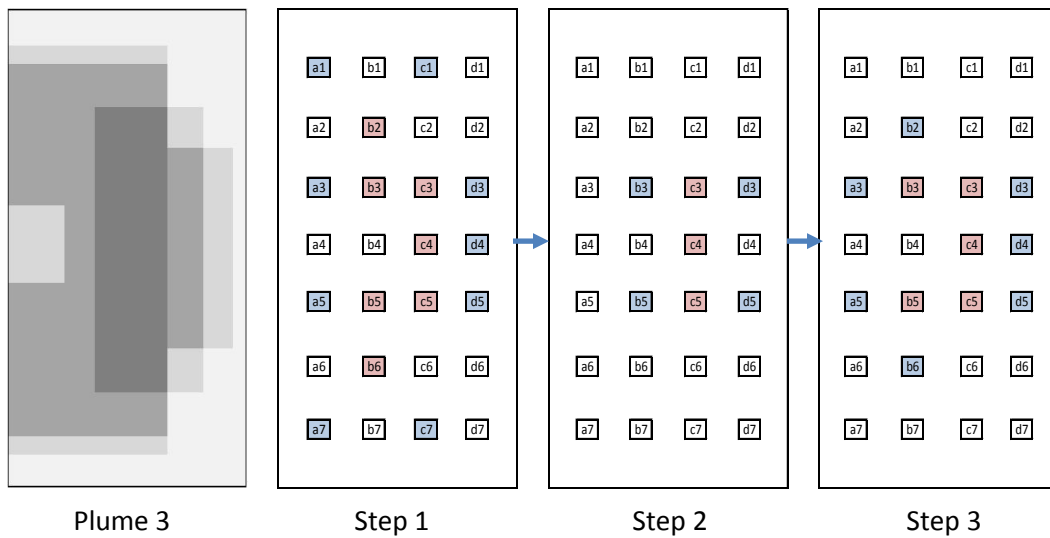 a1 b1 c1 d1 a1 b1 c1 d1 a1 b1 c1 d1
a2 b2 c2 d2 a2 b2 c2 d2 a2 b2 c2 d2
a3 b3 c3 d3 a3 b3 c3 d3 a3 b3 c3 d3
a4 b4 c4 d4 a4 b4 c4 d4 a4 b4 c4 d4
a5 b5 c5 d5 a5 b5 c5 d5 a5 b5 c5 d5
a6 b6 c6 d6 a6 b6 c6 d6 a6 b6 c6 d6
a7 b7 c7 d7 a7 b7 c7 d7 a7 b7 c7 d7
Plume 3 Step 1 Step 2 Step 3